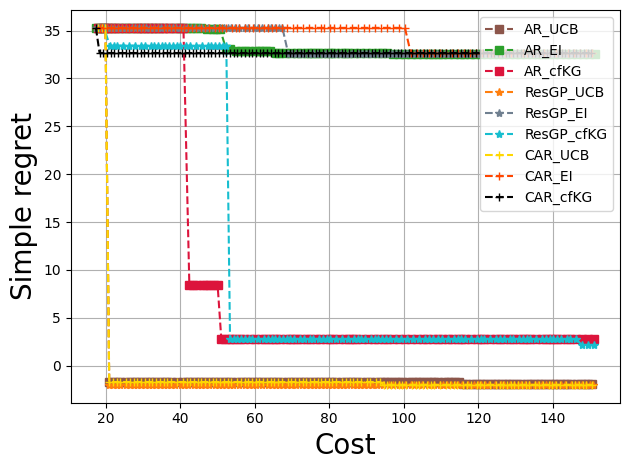 Simple regret
35
30
25
20
15
10
5
0
20
40
60
80
100
120
140
Cost
AR_UCB
AR_EI
AR_cfKG
ResGP_UCB
ResGP_EI
ResGP_cfKG
CAR_UCB
CAR_EI
CAR_cfKG